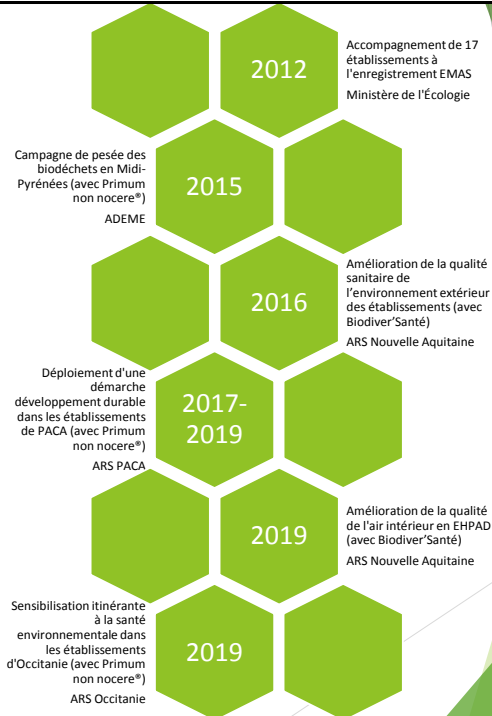 2012
Accompagnement de 17
établissements à
l'enregistrement EMAS
Ministère de l'Écologie
Campagne de pesée des
biodéchets en Midi-
Pyrénées (avec Primum
non nocere®)
ADEME
2015
2016
Amélioration de la qualité
sanitaire de
l’environnement extérieur
des établissements (avec
Biodiver’Santé)
ARS Nouvelle Aquitaine
Déploiement d'une
démarche
développement durable
dans les établissements
de PACA (avec Primum
non nocere®)
ARS PACA
2017-
2019
2019
Amélioration de la qualité
de l'air intérieur en EHPAD
(avec Biodiver’Santé)
ARS Nouvelle Aquitaine
Sensibilisation itinérante
à la santé
environnementale dans
les établissements
d'Occitanie (avec Primum
non nocere®)
ARS Occitanie
2019